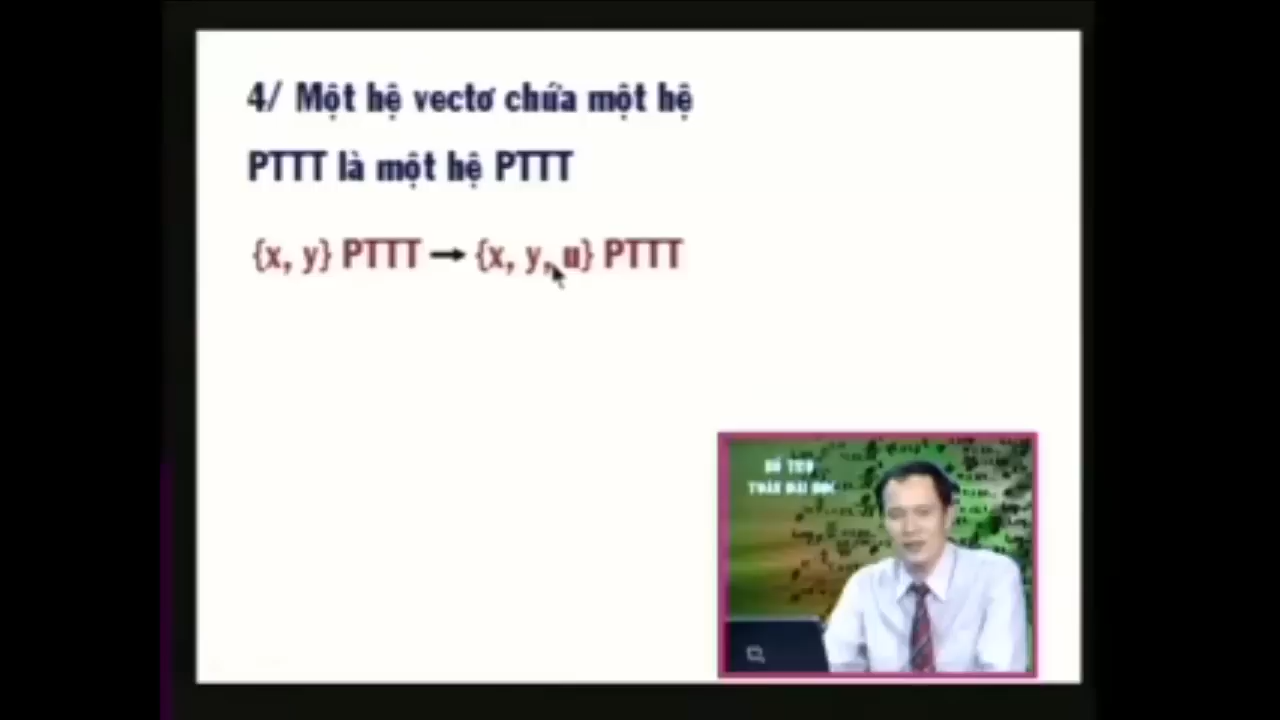 4/ Một hệ vectơ chứa một hệ
PTTT là một hệ PTTT
{x, y} PTTT → {x, y, u} PTTT